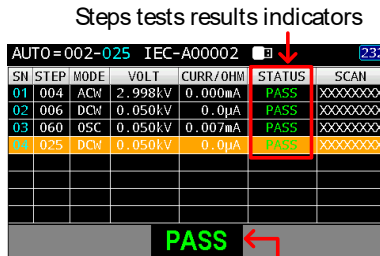 Steps tests results indicators
AUTO=002-025 IEC-A00002 232
SN STEP MODE VOLT CURR/OHM STATUS SCAN
01 004 ACW 2.998kV 0.000mA PASS XXXXXXXX
02 006 DCW 0.050kV 0.0µA PASS XXXXXXXX
03 060 OSC 0.050kV 0.007mA PASS XXXXXXXX
04 025 DCW 0.050kV 0.0µA PASS XXXXXXXX
PASS